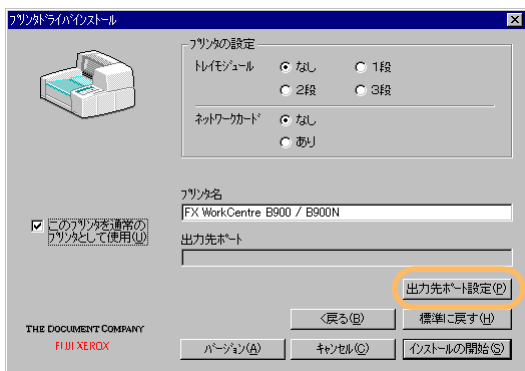 プリンタドライバインストール
プリンタの設定
トレイモジュール なし 1段
2段 3段
ネットワークカード なし
あり
プリンタ名
FX WorkCentre B900 / B900N
このプリンタを通常の
プリンタとして使用(U)
出力先ポート
出力先ポート設定(P)
<戻る(B) 標準に戻す(H)
THE DOCUMENT COMPANY
FUJI XEROX
バージョン(A) キャンセル(C) インストールの開始(S)